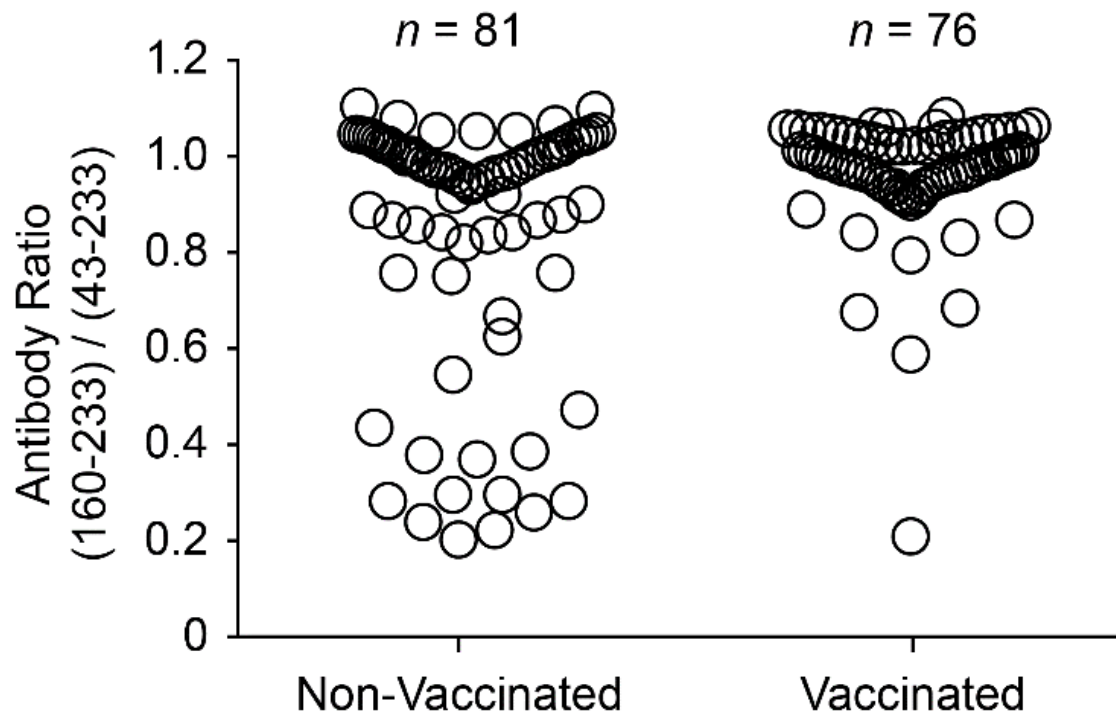 n = 81
n = 76
Antibody Ratio
(160-233) / (43-233)
1.2
1.0
0.8
0.6
0.4
0.2
0
Non-Vaccinated
Vaccinated